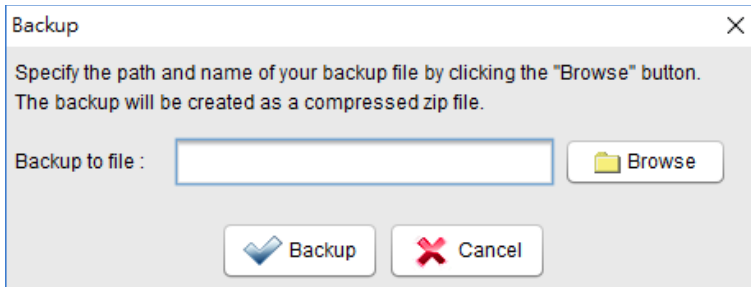 Backup
Specify the path and name of your backup file by clicking the "Browse" button.
The backup will be created as a compressed zip file.
Backup to file :
Browse
Backup
Cancel